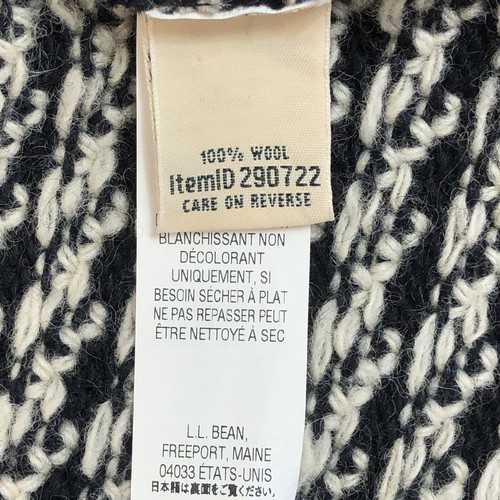 100% WOOL
ItemID 290722
CARE ON REVERSE
BLANCHISSANT NON
DÉCOLORANT
UNIQUEMENT, SI
BESOIN SÉCHER À PLAT
NE PAS REPASSER PEUT
ÊTRE NETTOYÉ À SEC
L.L. BEAN,
FREEPORT, MAINE
04033 ÉTATS-UNIS
日本語は裏面をご覧ください